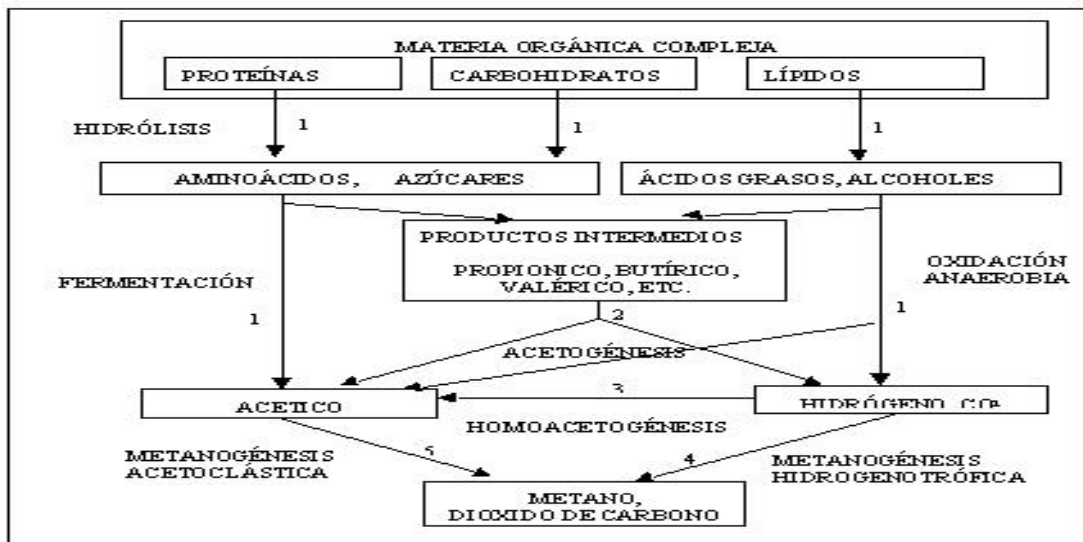 MATERIA ORGÁNICA COMPLEJA
PROTEÍNAS
CARBOHIDRATOS
LÍPIDOS
HIDRÓLISIS
1
1
1
AMINOÁCIDOS, AZÚCARES
ÁCIDOS GRASOS, ALCOHOLES
PRODUCTOS INTERMEDIOS
PROPIONICO, BUTÍRICO,
VALÉRICO, ETC.
FERMENTACIÓN
OXIDACIÓN
ANAEROBIA
1
2
1
ACETOGÉNESIS
ACETICO
3
HIDRÓGENO, CO₂
HOMOACETOGÉNESIS
METANOGÉNESIS
ACETOCLÁSTICA
5
4
METANOGÉNESIS
HIDROGENOTRÓFICA
METANO,
DIOXIDO DE CARBONO